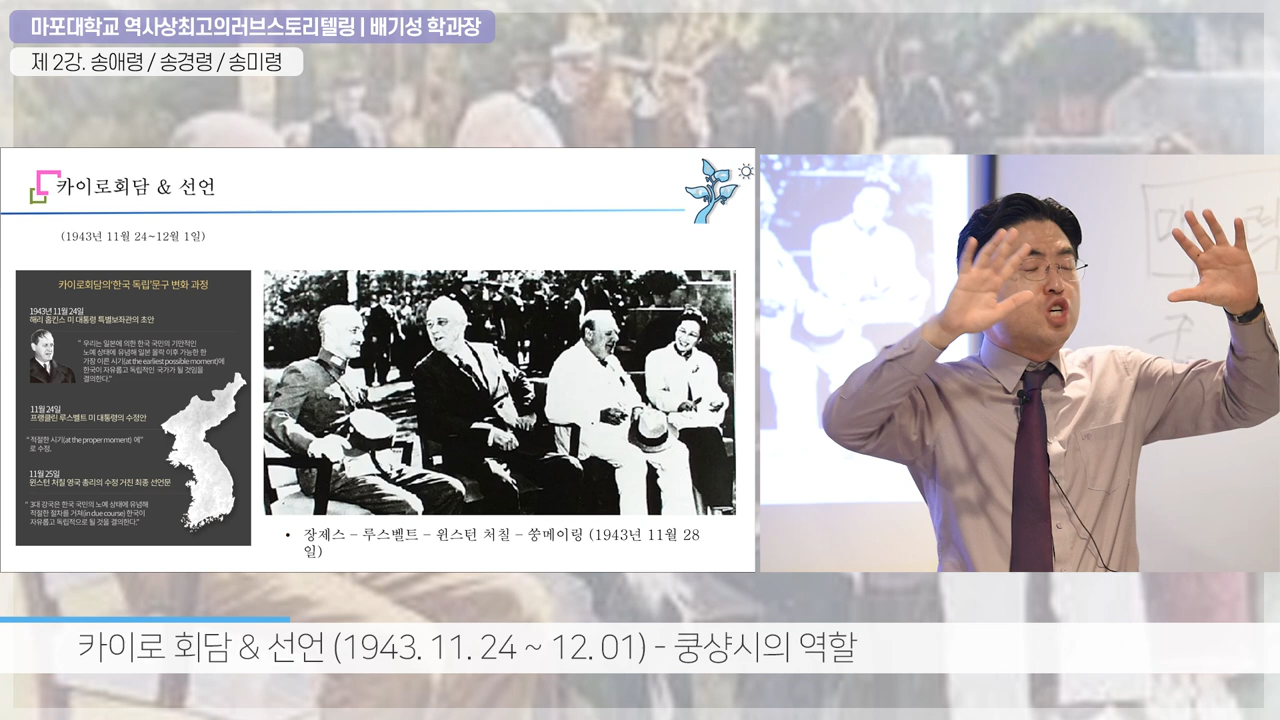 마포대학교 역사상최고의러브스토리텔링 | 배기성 학과장
제 2강. 송애령 / 송경령 / 송미령
카이로회담 & 선언
(1943년 11월 24~12월 1일)
카이로회담의'한국 독립'문구 변화 과정
1943년 11월 24일
해리 홉킨스 미 대통령 특별보좌관의 초안
" 우리는 일본에 의한 한국 국민의 기만적인
노예 상태에 유념해 일본 몰락 이후 가능한 한
가장 이른 시기(at the earliest possible moment)에
한국이 자유롭고 독립적인 국가가 될 것임을
결의한다."
11월 24일
프랭클린 루스벨트 미 대통령의 수정안
" 적절한 시기(at the proper moment) 에"
로 수정.
11월 25일
윈스턴 처칠 영국 총리의 수정 거친 최종 선언문
" 3대 강국은 한국 국민의 노예 상태에 유념해
적절한 절차를 거쳐(in due course) 한국이
자유롭고 독립적으로 될 것을 결의한다."
• 장제스 – 루스벨트 – 윈스턴 처칠 – 쑹메이링 (1943년 11월 28
일)
카이로 회담 & 선언 (1943. 11. 24 ~ 12. 01) - 쿵샹시의 역할